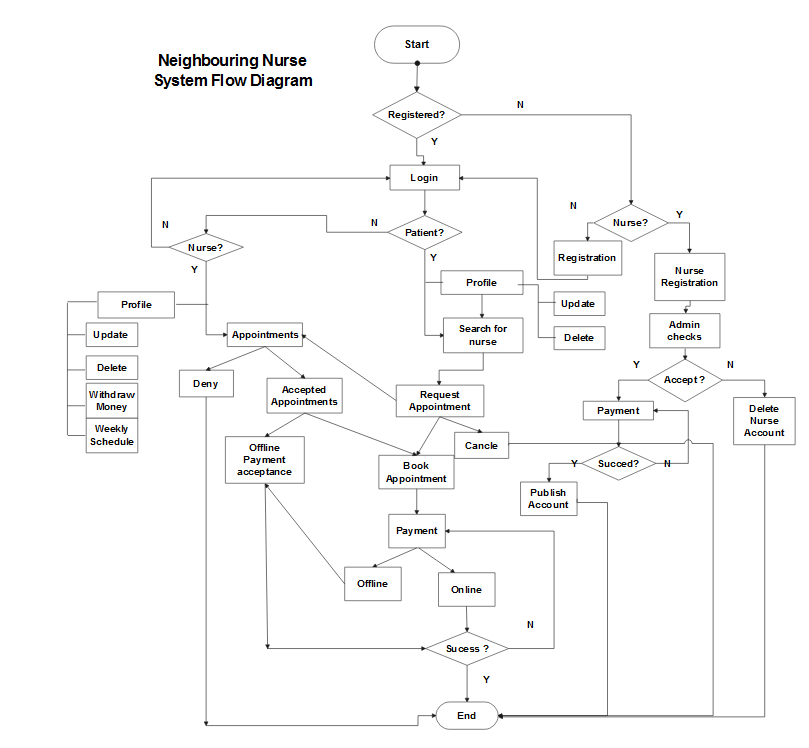 Start
Neighbouring Nurse
System Flow Diagram
N
Registered?
Y
Login
N
Y
N
N
Nurse?
Patient?
Nurse?
Y
Y
Registration
Nurse
Registration
Profile
Profile
Update
Admin
checks
Update
Appointments
Search for
nurse
Delete
Delete
Y
N
Deny
Accepted
Appointments
Request
Appointment
Accept ?
Withdraw
Money
Payment
Delete
Nurse
Account
Weekly
Schedule
Offline
Payment
acceptance
Cancle
Book
Appointment
Y
Succed?
N
Publish
Account
Payment
Offline
Online
N
Sucess ?
Y
End